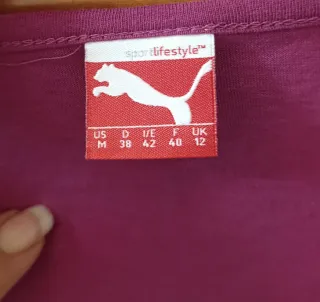 sportlifestyle™
US D I/E F UK
M 38 42 40 12